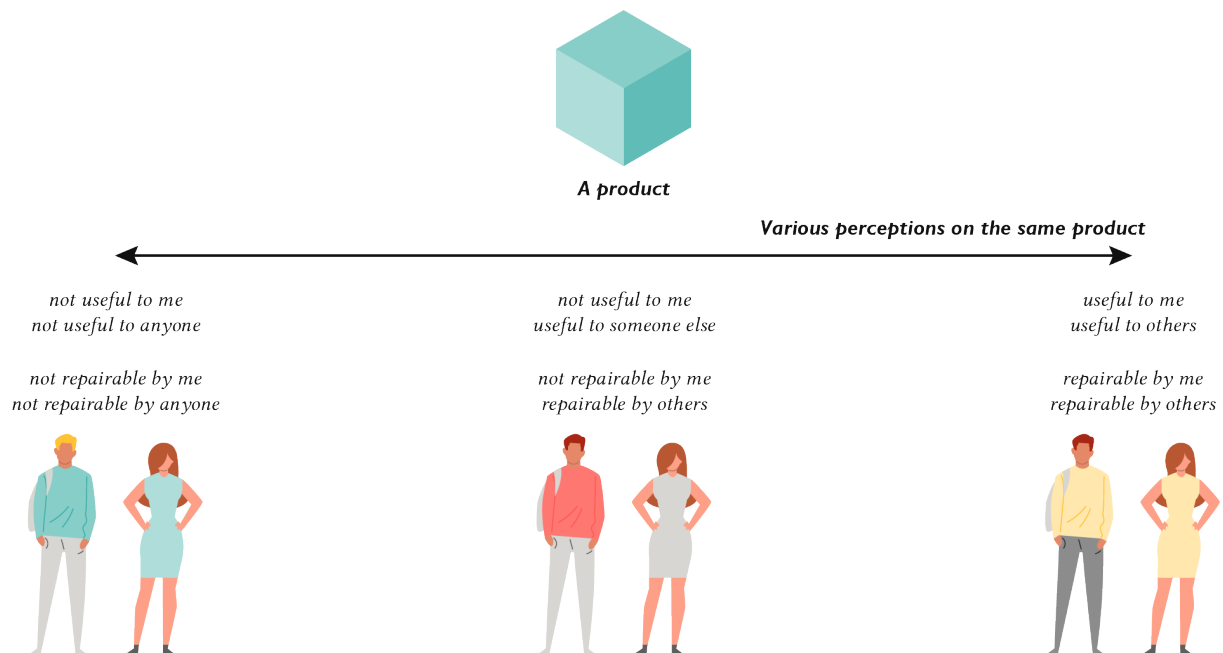 A product
Various perceptions on the same product
not useful to me
not useful to anyone
not repairable by me
not repairable by anyone
not useful to me
useful to someone else
not repairable by me
repairable by others
useful to me
useful to others
repairable by me
repairable by others